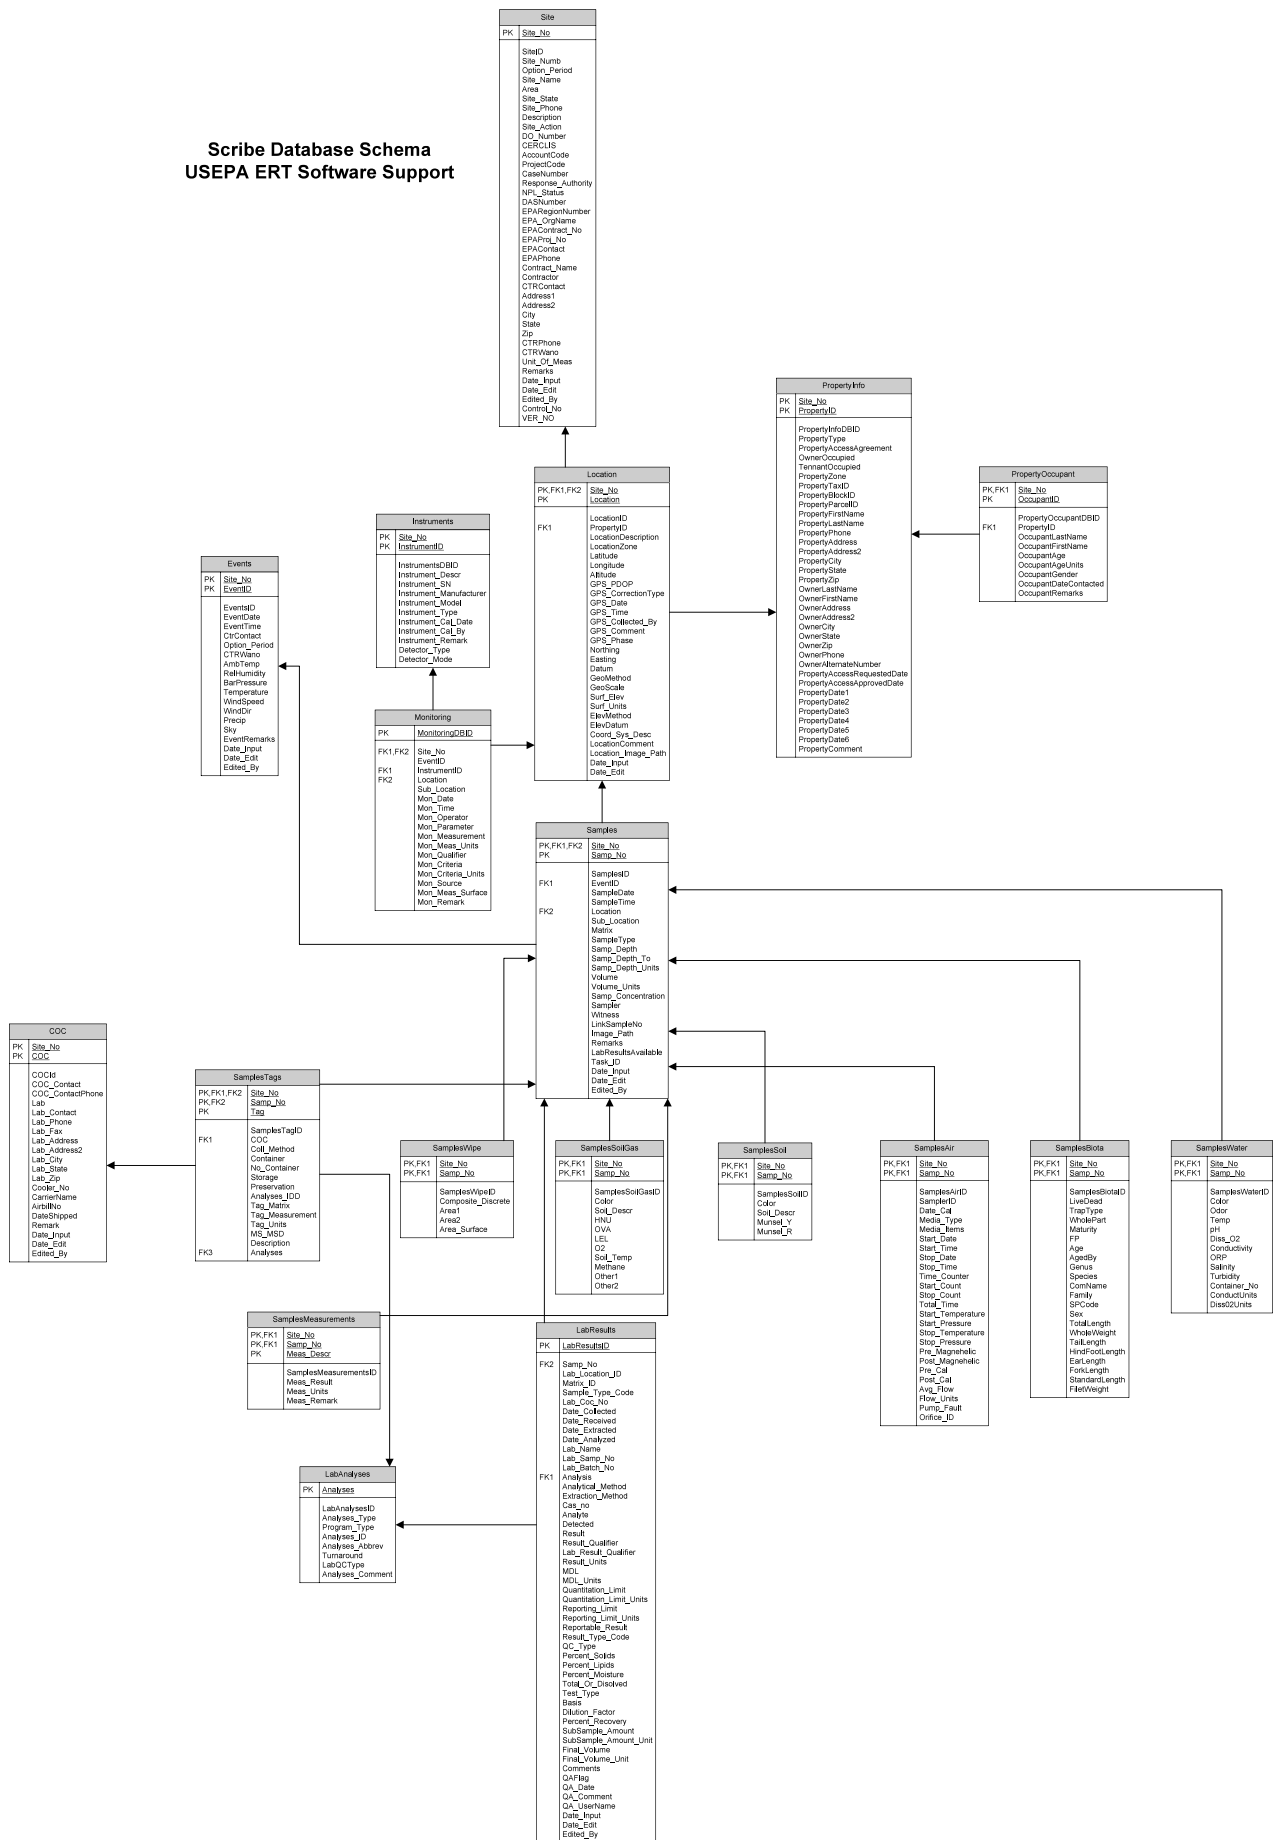 Scribe Database Schema
USEPA ERT Software Support
Site
PK Site_No
SiteID
Site_Numb
Option_Period
Site_Name
Area
Site_State
Site_Phone
Description
Site_Action
DO_Number
CERCLIS
AccountCode
ProjectCode
CaseNumber
Response_Authority
NPL_Status
DASNumber
EPARegionNumber
EPA_OrgName
EPAContract_No
EPAProj_No
EPAContact
EPAPhone
Contract_Name
Contractor
CTRContact
Address1
Address2
City
State
Zip
CTRPhone
CTRWano
Unit_Of_Meas
Remarks
Date_Input
Date_Edit
Edited_By
Control_No
VER_NO
PropertyInfo
PK Site_No
PK PropertyID
PropertyInfoDBID
PropertyType
PropertyAccessAgreement
OwnerOccupied
TennantOccupied
PropertyZone
PropertyTaxID
PropertyBlockID
PropertyParcelID
PropertyFirstName
PropertyLastName
PropertyPhone
PropertyAddress
PropertyAddress2
PropertyCity
PropertyState
PropertyZip
OwnerLastName
OwnerFirstName
OwnerAddress
OwnerAddress2
OwnerCity
OwnerState
OwnerZip
OwnerPhone
OwnerAlternateNumber
PropertyAccessRequestedDate
PropertyAccessApprovedDate
PropertyDate1
PropertyDate2
PropertyDate3
PropertyDate4
PropertyDate5
PropertyDate6
PropertyComment
PropertyOccupant
PK,FK1 Site_No
PK OccupantID
PropertyOccupantDBID
FK1 PropertyID
OccupantLastName
OccupantFirstName
OccupantAge
OccupantAgeUnits
OccupantGender
OccupantDateContacted
OccupantRemarks
Location
PK,FK1,FK2 Site_No
PK Location
LocationID
FK1 PropertyID
LocationDescription
LocationZone
Latitude
Longitude
Altitude
GPS_PDOP
GPS_CorrectionType
GPS_Date
GPS_Time
GPS_Collected_By
GPS_Comment
GPS_Phase
Northing
Easting
Datum
GeoMethod
GeoScale
Surf_Elev
Surf_Units
ElevMethod
ElevDatum
Coord_Sys_Desc
LocationComment
Location_Image_Path
Date_Input
Date_Edit
Instruments
PK Site_No
PK InstrumentID
InstrumentsDBID
Instrument_Descr
Instrument_SN
Instrument_Manufacturer
Instrument_Model
Instrument_Type
Instrument_Cal_Date
Instrument_Cal_By
Instrument_Remark
Detector_Type
Detector_Mode
Events
PK Site_No
PK EventID
EventsID
EventDate
EventTime
CtrContact
Option_Period
CTRWano
AmbTemp
RelHumidity
BarPressure
Temperature
WindSpeed
WindDir
Precip
Sky
EventRemarks
Date_Input
Date_Edit
Edited_By
Monitoring
PK MonitoringDBID
FK1,FK2 Site_No
EventID
FK1 InstrumentID
FK2 Location
Sub_Location
Mon_Date
Mon_Time
Mon_Operator
Mon_Parameter
Mon_Measurement
Mon_Meas_Units
Mon_Qualifier
Mon_Criteria
Mon_Criteria_Units
Mon_Source
Mon_Meas_Surface
Mon_Remark
Samples
PK,FK1,FK2 Site_No
PK Samp_No
SamplesID
FK1 EventID
SampleDate
SampleTime
FK2 Location
Sub_Location
Matrix
SampleType
Samp_Depth
Samp_Depth_To
Samp_Depth_Units
Volume
Volume_Units
Samp_Concentration
Sampler
Witness
LinkSampleNo
Image_Path
Remarks
LabResultsAvailable
Task_ID
Date_Input
Date_Edit
Edited_By
COC
PK Site_No
PK COC
COCId
COC_Contact
COC_ContactPhone
Lab
Lab_Contact
Lab_Phone
Lab_Fax
Lab_Address
Lab_Address2
Lab_City
Lab_State
Lab_Zip
Cooler_No
CarrierName
AirbillNo
DateShipped
Remark
Date_Input
Date_Edit
Edited_By
SamplesTags
PK,FK1,FK2 Site_No
PK,FK2 Samp_No
PK Tag
SamplesTagID
FK1 COC
Coll_Method
Container
No_Container
Storage
Preservation
Analyses_IDD
Tag_Matrix
Tag_Measurement
Tag_Units
MS_MSD
Description
FK3 Analyses
SamplesWipe
PK,FK1 Site_No
PK,FK1 Samp_No
SamplesWipeID
Composite_Discrete
Area1
Area2
Area_Surface
SamplesSoilGas
PK,FK1 Site_No
PK,FK1 Samp_No
SamplesSoilGasID
Color
Soil_Descr
HNU
OVA
LEL
O2
Soil_Temp
Methane
Other1
Other2
SamplesSoil
PK,FK1 Site_No
PK,FK1 Samp_No
SamplesSoilID
Color
Soil_Descr
Munsel_Y
Munsel_R
SamplesAir
PK,FK1 Site_No
PK,FK1 Samp_No
SamplesAirID
SamplerID
Date_Cal
Media_Type
Media_Items
Start_Date
Start_Time
Stop_Date
Stop_Time
Time_Counter
Start_Count
Stop_Count
Total_Time
Start_Temperature
Start_Pressure
Stop_Temperature
Stop_Pressure
Pre_Magnehelic
Post_Magnehelic
Pre_Cal
Post_Cal
Avg_Flow
Flow_Units
Pump_Fault
Orifice_ID
SamplesBiota
PK,FK1 Site_No
PK,FK1 Samp_No
SamplesBiotaID
LiveDead
TrapType
WholePart
Maturity
FP
Age
AgedBy
Genus
Species
ComName
Family
SPCode
Sex
TotalLength
WholeWeight
TailLength
HindFootLength
EarLength
ForkLength
StandardLength
FiletWeight
SamplesWater
PK,FK1 Site_No
PK,FK1 Samp_No
SamplesWaterID
Color
Odor
Temp
pH
Diss_O2
Conductivity
ORP
Salinity
Turbidity
Container_No
ConductUnits
Diss02Units
SamplesMeasurements
PK,FK1 Site_No
PK,FK1 Samp_No
PK Meas_Descr
SamplesMeasurementsID
Meas_Result
Meas_Units
Meas_Remark
LabResults
PK LabResultsID
FK2 Samp_No
Lab_Location_ID
Matrix_ID
Sample_Type_Code
Lab_Coc_No
Date_Collected
Date_Received
Date_Extracted
Date_Analyzed
Lab_Name
Lab_Samp_No
Lab_Batch_No
FK1 Analysis
Analytical_Method
Extraction_Method
Cas_no
Analyte
Detected
Result
Result_Qualifier
Lab_Result_Qualifier
Result_Units
MDL
MDL_Units
Quantitation_Limit
Quantitation_Limit_Units
Reporting_Limit
Reporting_Limit_Units
Reportable_Result
Result_Type_Code
QC_Type
Percent_Solids
Percent_Lipids
Percent_Moisture
Total_Or_Disolved
Test_Type
Basis
Dilution_Factor
Percent_Recovery
SubSample_Amount
SubSample_Amount_Unit
Final_Volume
Final_Volume_Unit
Comments
QAFlag
QA_Date
QA_Comment
QA_UserName
Date_Input
Date_Edit
Edited_By
LabAnalyses
PK Analyses
LabAnalysesID
Analyses_Type
Program_Type
Analyses_ID
Analyses_Abbrev
Turnaround
LabQCType
Analyses_Comment